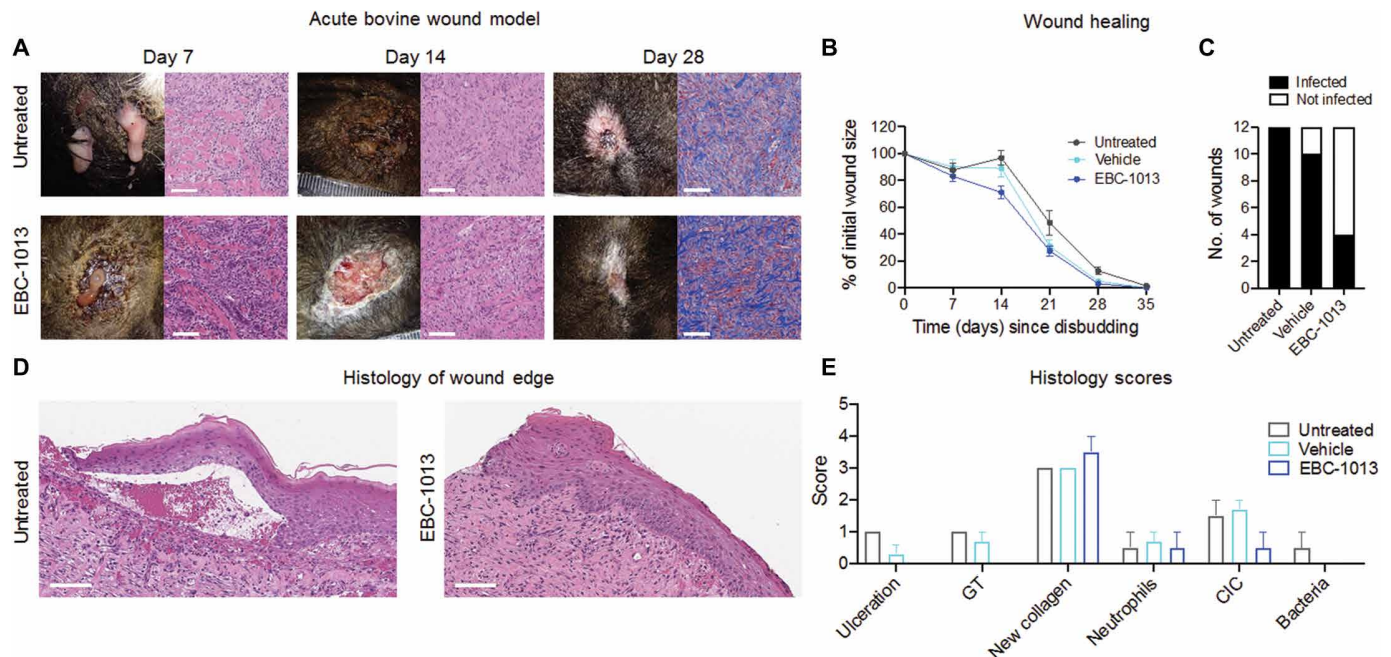 Acute bovine wound model
Wound healing
A
Day 7
Day 14
Day 28
Untreated
EBC-1013
B
% of initial wound size
120
100
80
60
40
20
0
0 7 14 21 28 35
Time (days) since disbudding
Untreated
Vehicle
EBC-1013
C
Infected
Not infected
No. of wounds
12
10
8
6
4
2
0
Untreated
Vehicle
EBC-1013
D
Histology of wound edge
Untreated
EBC-1013
E
Histology scores
Score
5
4
3
2
1
0
Untreated
Vehicle
EBC-1013
Ulceration
GT
New collagen
Neutrophils
CIC
Bacteria